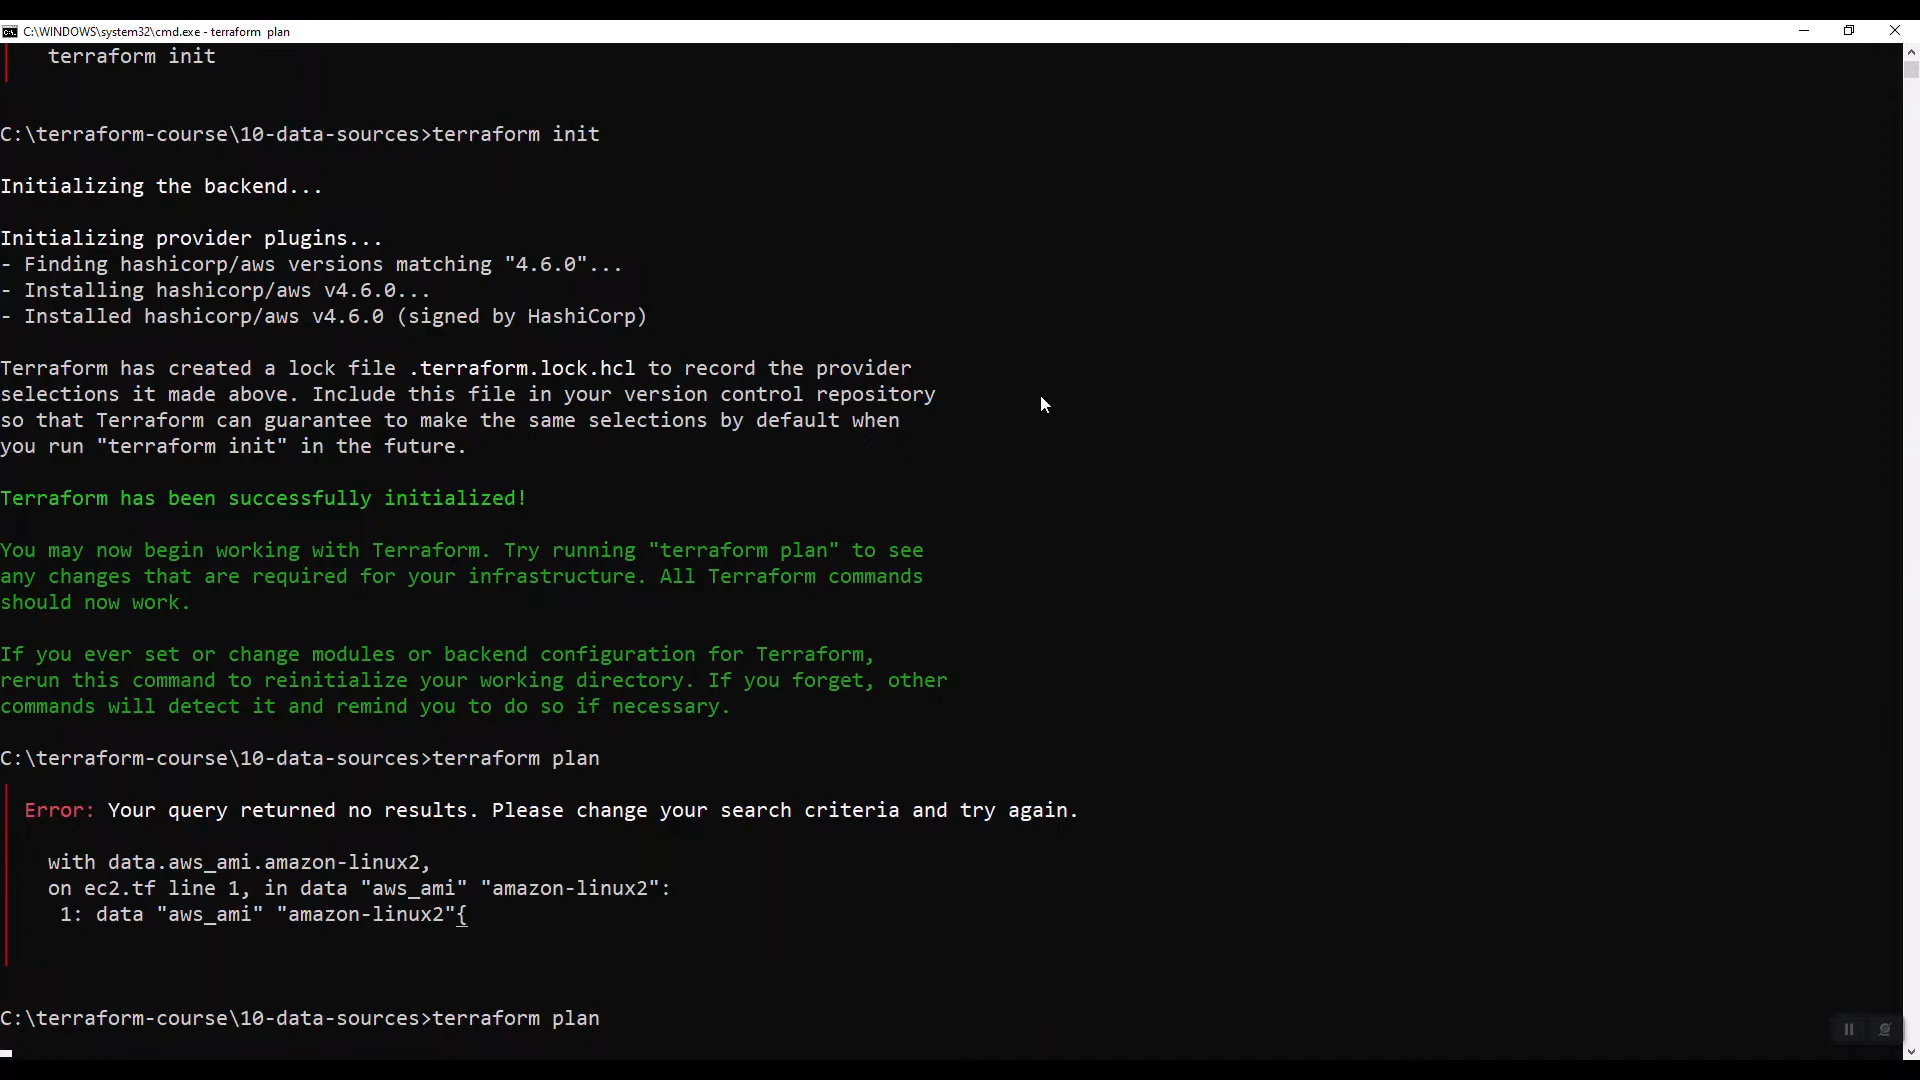 C:\WINDOWS\system32\cmd.exe - terraform  plan
terraform init
C:\terraform-course\10-data-sources>terraform init
Initializing the backend...
Initializing provider plugins...
- Finding hashicorp/aws versions matching "4.6.0"...
- Installing hashicorp/aws v4.6.0...
- Installed hashicorp/aws v4.6.0 (signed by HashiCorp)
Terraform has created a lock file .terraform.lock.hcl to record the provider
selections it made above. Include this file in your version control repository
so that Terraform can guarantee to make the same selections by default when
you run "terraform init" in the future.
Terraform has been successfully initialized!
You may now begin working with Terraform. Try running "terraform plan" to see
any changes that are required for your infrastructure. All Terraform commands
should now work.
If you ever set or change modules or backend configuration for Terraform,
rerun this command to reinitialize your working directory. If you forget, other
commands will detect it and remind you to do so if necessary.
C:\terraform-course\10-data-sources>terraform plan
Error: Your query returned no results. Please change your search criteria and try again.
with data.aws_ami.amazon-linux2,
on ec2.tf line 1, in data "aws_ami" "amazon-linux2":
1: data "aws_ami" "amazon-linux2"{
C:\terraform-course\10-data-sources>terraform plan